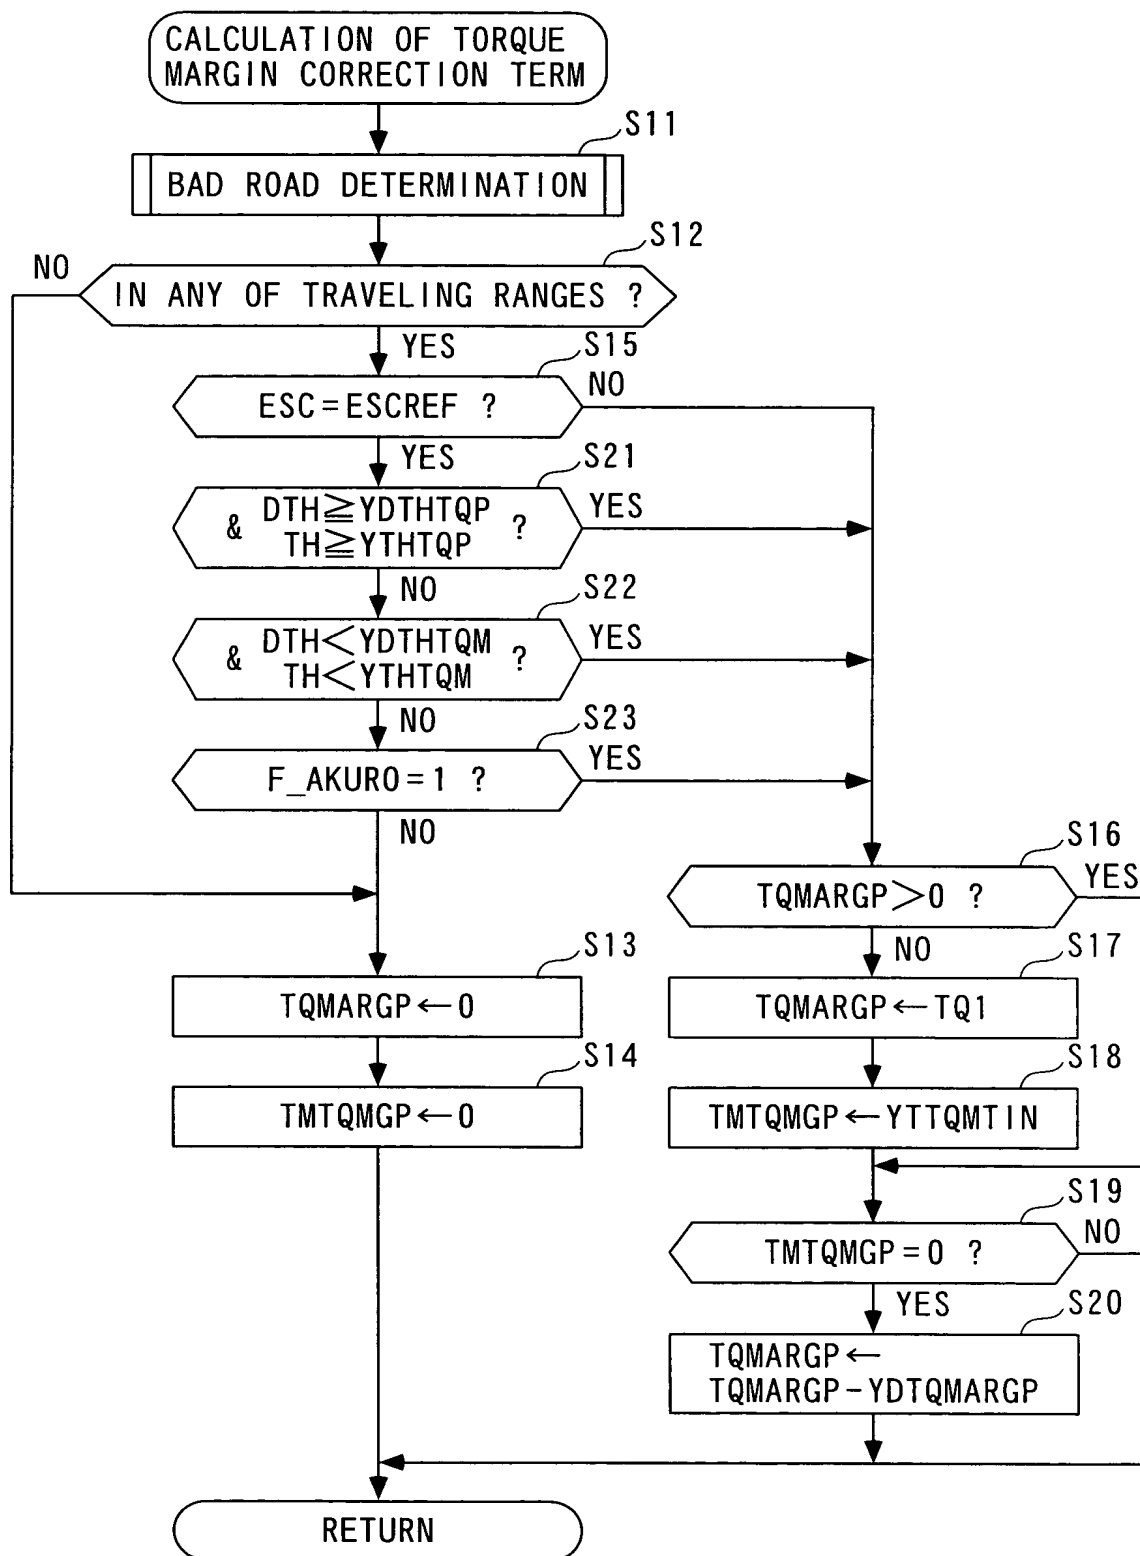 CALCULATION OF TORQUE
MARGIN CORRECTION TERM
S11
BAD ROAD DETERMINATION
S12
NO
IN ANY OF TRAVELING RANGES ?
YES
S15
NO
ESC=ESCREF ?
YES
S21
& DTH≧YDTHTQP
TH≧YTHTQP ?
YES
NO
S22
& DTH<YDTHTQM
TH<YTHTQM ?
YES
NO
S23
F_AKURO=1 ?
YES
NO
S16
TQMARGP>0 ?
YES
NO
S13
TQMARGP←0
S17
TQMARGP←TQ1
S14
TMTQMGP←0
S18
TMTQMGP←YTTQMTIN
S19
TMTQMGP=0 ?
NO
YES
S20
TQMARGP←
TQMARGP-YDTQMARGP
RETURN